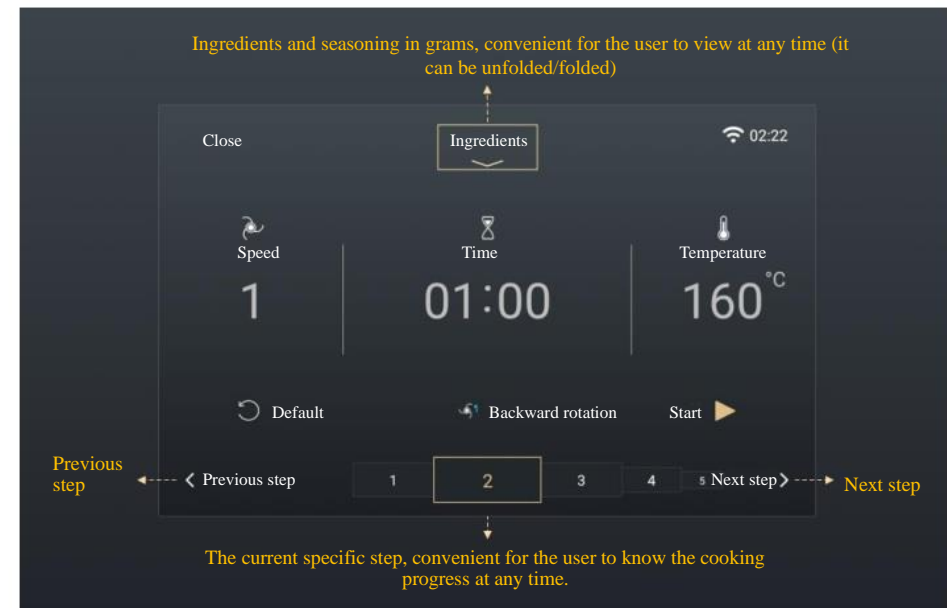 Ingredients and seasoning in grams, convenient for the user to view at any time (it
can be unfolded/folded)
Close
Ingredients
02:22
Speed
Time
Temperature
1
01:00
160°C
Default
Backward rotation
Start
Previous
step
Previous step
1
2
3
4
5
Next step
Next step
The current specific step, convenient for the user to know the cooking
progress at any time.